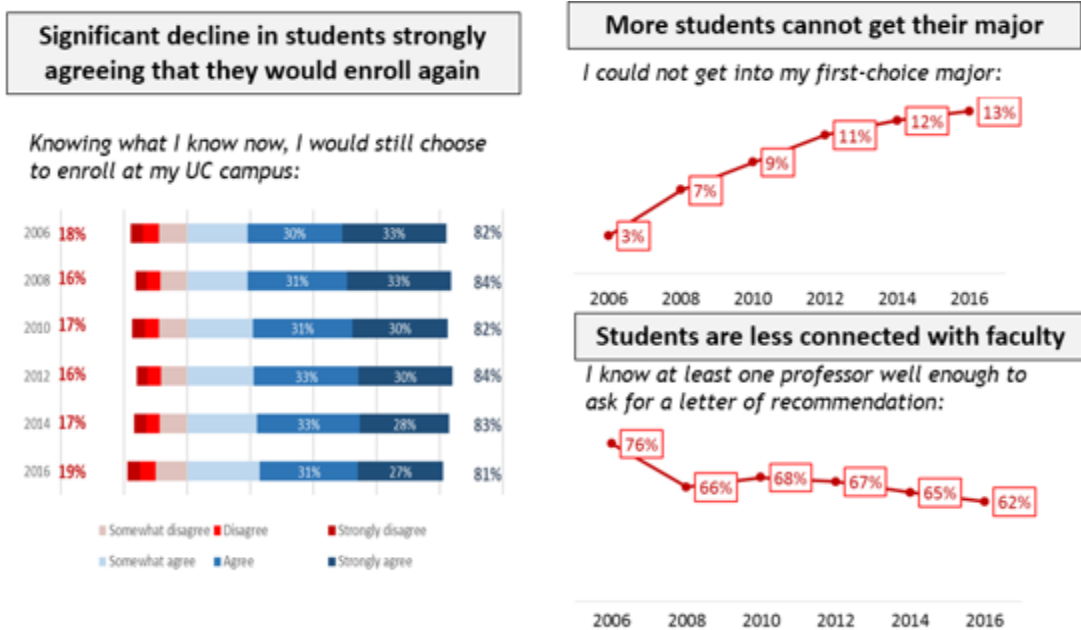 Significant decline in students strongly
agreeing that they would enroll again
Knowing what I know now, I would still choose
to enroll at my UC campus:
2006 18% 30% 33% 82%
2008 16% 31% 33% 84%
2010 17% 31% 30% 82%
2012 16% 33% 30% 84%
2014 17% 33% 28% 83%
2016 19% 31% 27% 81%
Somewhat disagree Disagree Strongly disagree
Somewhat agree Agree Strongly agree
More students cannot get their major
I could not get into my first-choice major:
3% 7% 9% 11% 12% 13%
2006 2008 2010 2012 2014 2016
Students are less connected with faculty
I know at least one professor well enough to
ask for a letter of recommendation:
76% 66% 68% 67% 65% 62%
2006 2008 2010 2012 2014 2016